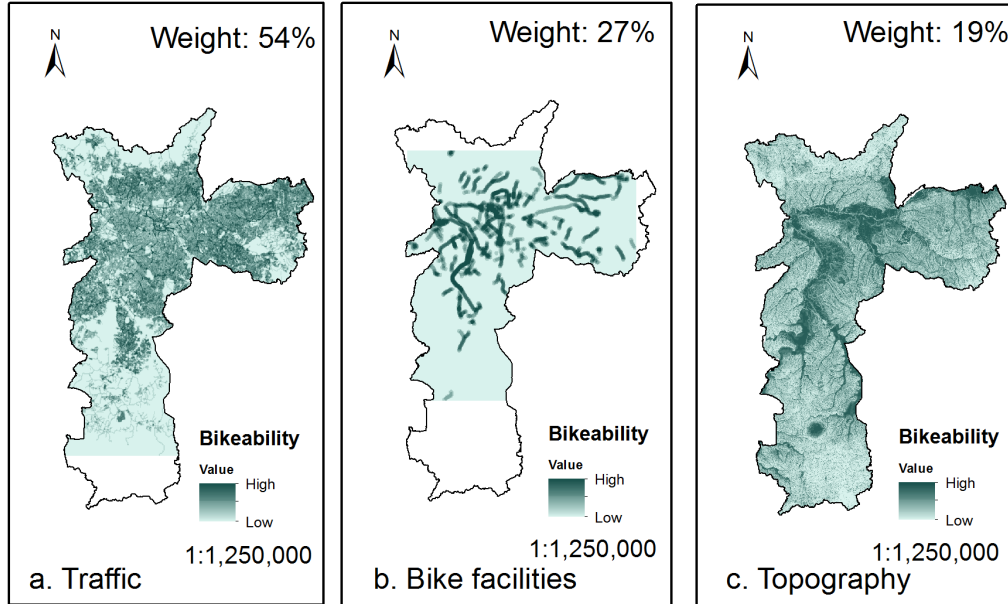 N
Weight: 54%
Bikeability
Value
High
Low
1:1,250,000
a. Traffic
N
Weight: 27%
Bikeability
Value
High
Low
1:1,250,000
b. Bike facilities
N
Weight: 19%
Bikeability
Value
High
Low
1:1,250,000
c. Topography